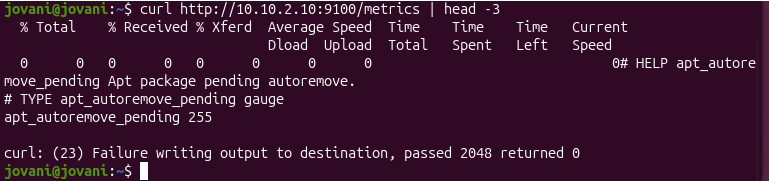 jovani@jovani:~$ curl http://10.10.2.10:9100/metrics | head -3
  % Total    % Received % Xferd  Average Speed   Time    Time     Time  Current
                                 Dload  Upload   Total   Spent    Left  Speed
  0     0    0     0    0     0      0      0                              0# HELP apt_autore
move_pending Apt package pending autoremove.
# TYPE apt_autoremove_pending gauge
apt_autoremove_pending 255
curl: (23) Failure writing output to destination, passed 2048 returned 0
jovani@jovani:~$